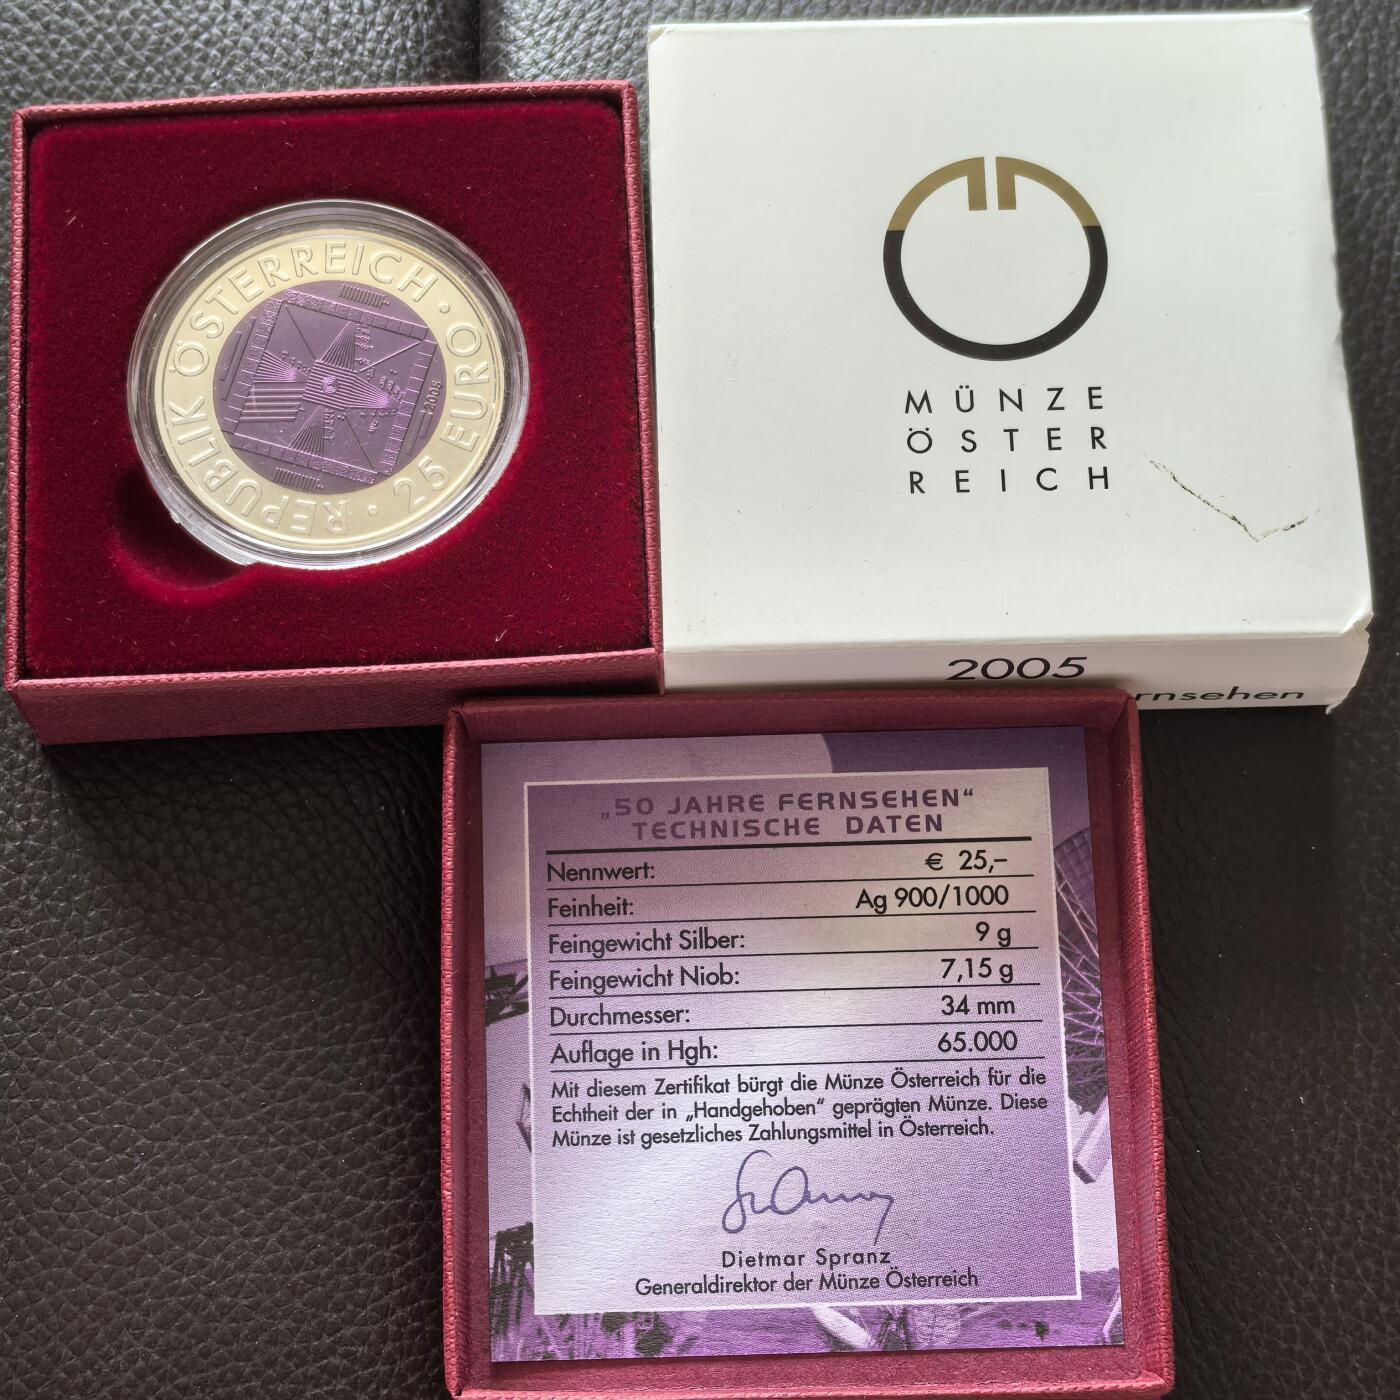 REPUBLIK ÖSTERREICH · 25 EURO ·
2005
MÜNZE
ÖSTER
REICH
2005
rnsehen
„50 JAHRE FERNSEHEN“
TECHNISCHE DATEN
Nennwert: € 25,–
Feinheit: Ag 900/1000
Feingewicht Silber: 9 g
Feingewicht Niob: 7,15 g
Durchmesser: 34 mm
Auflage in Hgh: 65.000
Mit diesem Zertifikat bürgt die Münze Österreich für die
Echtheit der in „Handgehoben“ geprägten Münze. Diese
Münze ist gesetzliches Zahlungsmittel in Österreich.
Dietmar Spranz
Generaldirektor der Münze Österreich